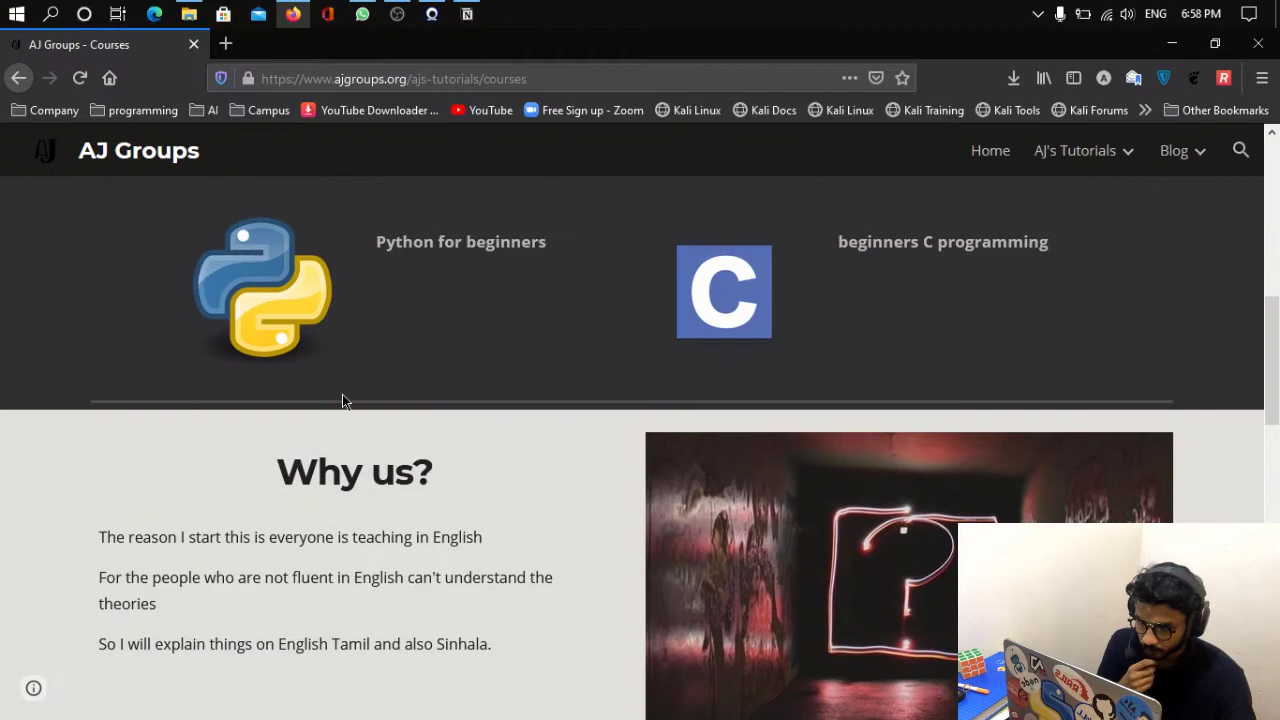 ENG
6:58 PM
AJ Groups - Courses
https://www.ajgroups.org/ajs-tutorials/courses
Company
programming
AI
Campus
YouTube Downloader ...
YouTube
Free Sign up - Zoom
Kali Linux
Kali Docs
Kali Linux
Kali Training
Kali Tools
Kali Forums
Other Bookmarks
AJ
AJ Groups
Home
AJ's Tutorials
Blog
Python for beginners
C
beginners C programming
Why us?
The reason I start this is everyone is teaching in English
For the people who are not fluent in English can't understand the
theories
So I will explain things on English Tamil and also Sinhala.